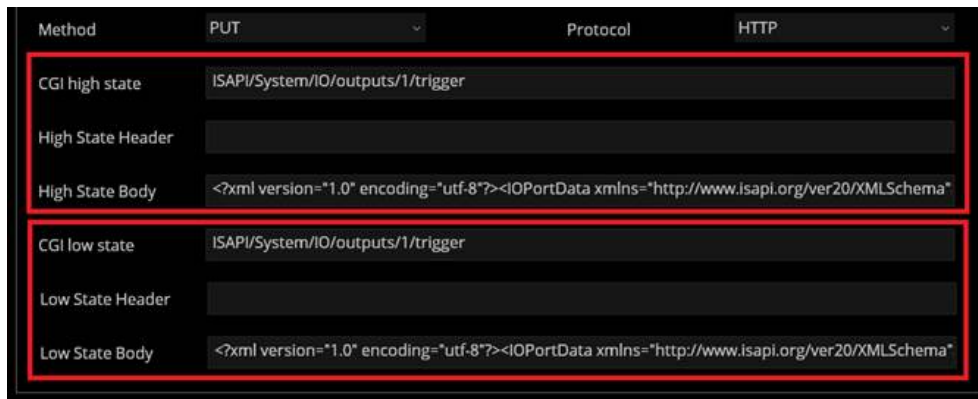 Method PUT Protocol HTTP
CGI high state ISAPI/System/IO/outputs/1/trigger
High State Header
High State Body <?xml version="1.0" encoding="utf-8"?><IOPortData xmlns="http://www.isapi.org/ver20/XMLSchema"
CGI low state ISAPI/System/IO/outputs/1/trigger
Low State Header
Low State Body <?xml version="1.0" encoding="utf-8"?><IOPortData xmlns="http://www.isapi.org/ver20/XMLSchema"